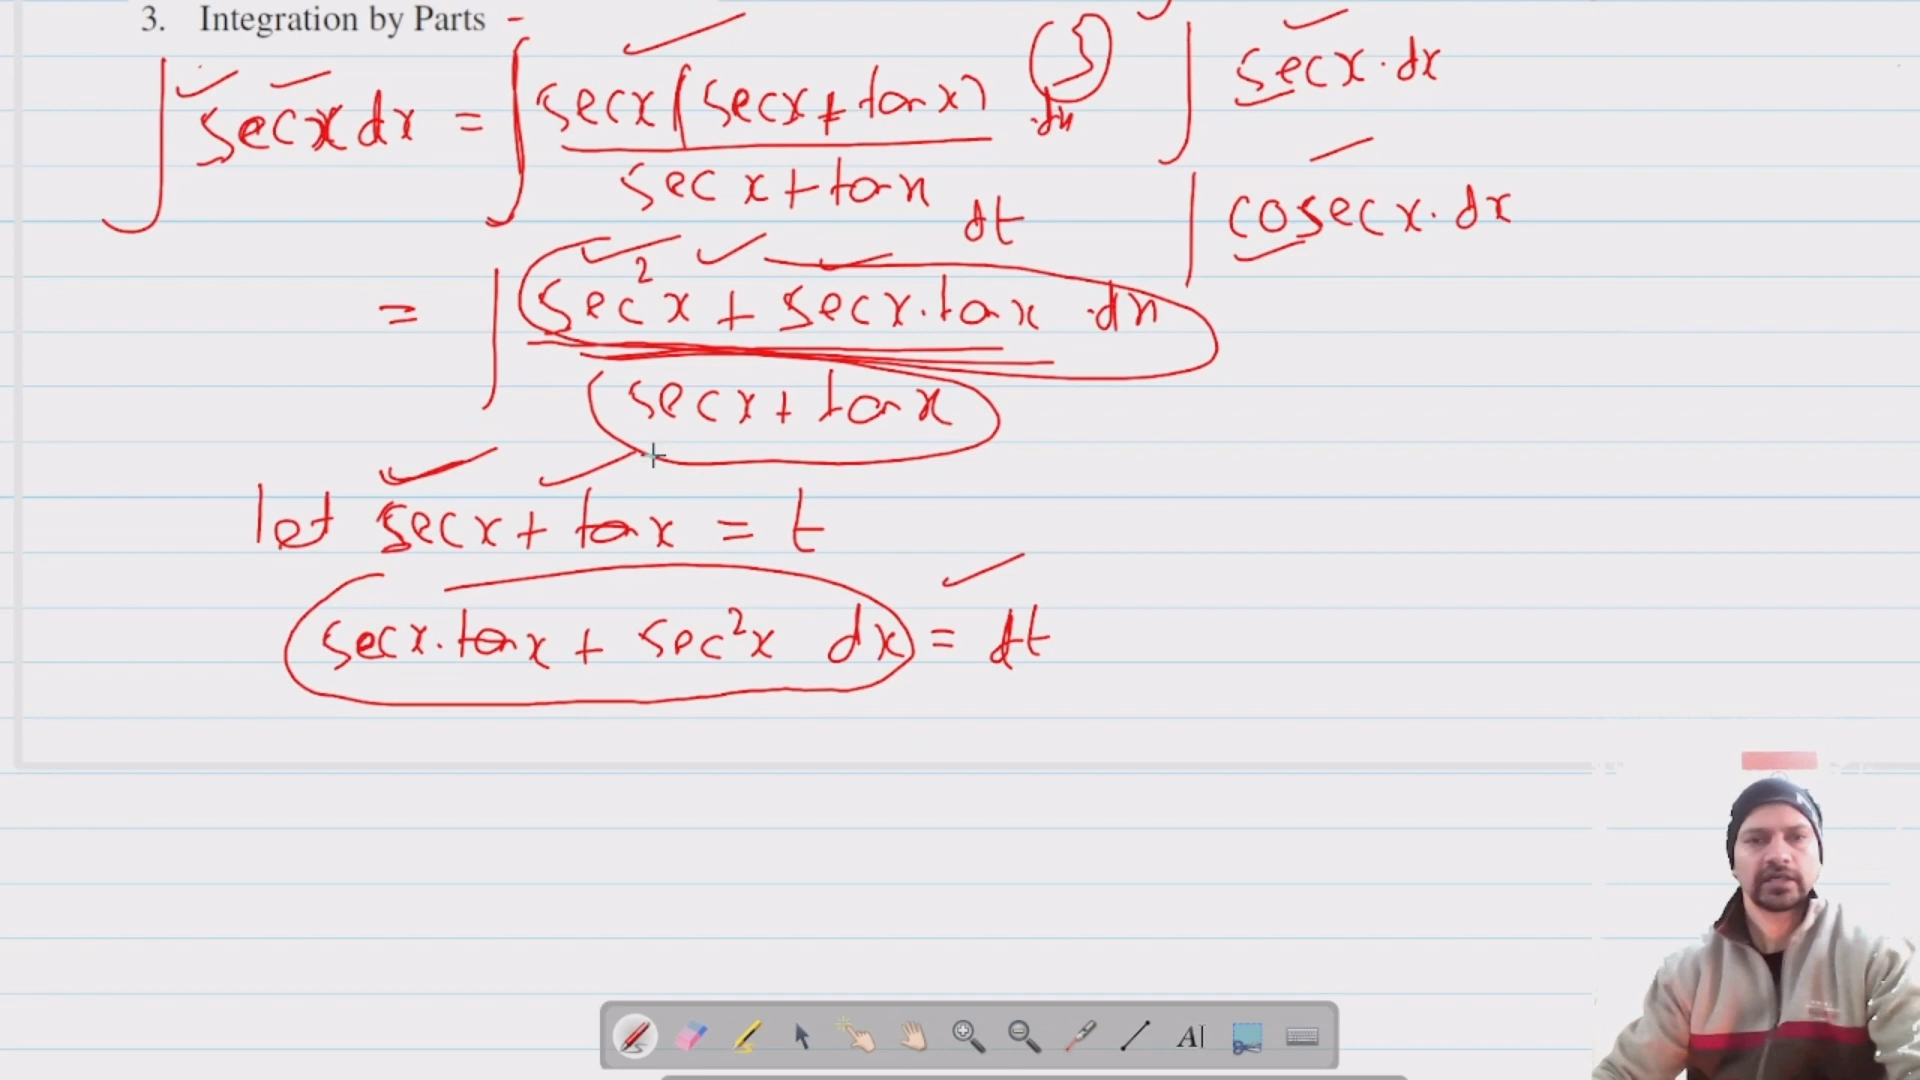 3. Integration by Parts
∫ secx dx = ∫ secx (secx + tanx) / secx + tanx .dx
∫ secx.dx
∫ cosecx.dx
dt
= ∫ sec²x + secx.tanx .dx / secx + tanx
let secx + tanx = t
secx.tanx + sec²x dx = dt
A